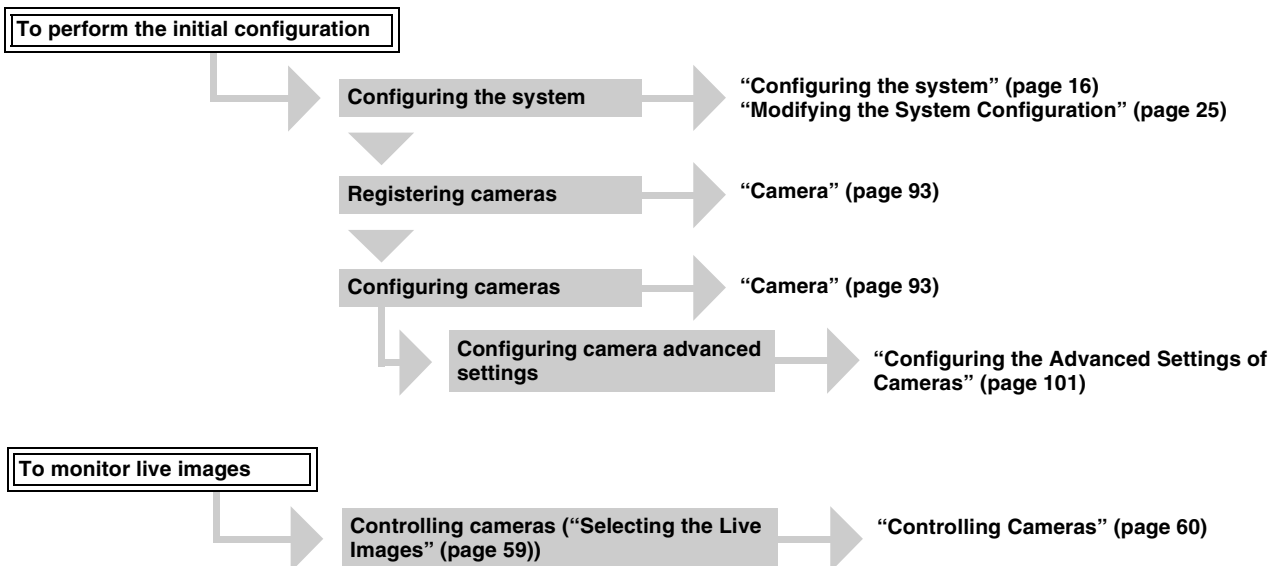 To perform the initial configuration
Configuring the system
“Configuring the system” (page 16)
“Modifying the System Configuration” (page 25)
Registering cameras
“Camera” (page 93)
Configuring cameras
“Camera” (page 93)
Configuring camera advanced
settings
“Configuring the Advanced Settings of
Cameras” (page 101)
To monitor live images
Controlling cameras (“Selecting the Live
Images” (page 59))
“Controlling Cameras” (page 60)